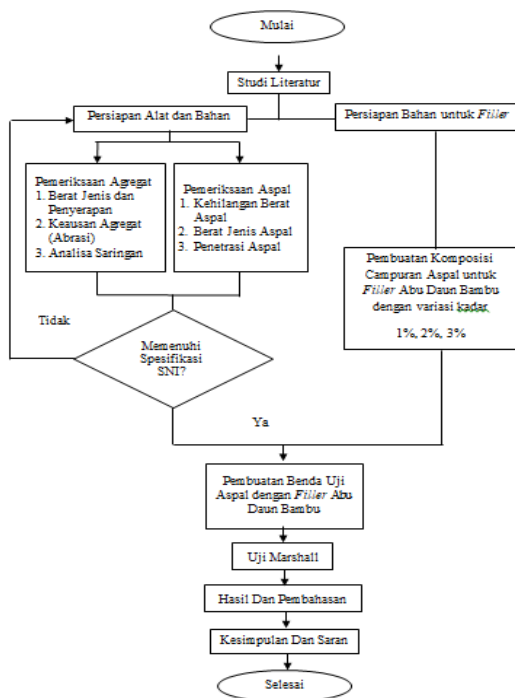 Mulai
Studi Literatur
Persiapan Alat dan Bahan
Persiapan Bahan untuk Filler
Pemeriksaan Agregat
1. Berat Jenis dan
Penyerapan
2. Keausan Agregat
(Abrasi)
3. Analisa Saringan
Pemeriksaan Aspal
1. Kehilangan Berat
Aspal
2. Berat Jenis Aspal
3. Penetrasi Aspal
Pembuatan Komposisi
Campuran Aspal untuk
Filler Abu Daun Bambu
dengan variasi kadar
1%, 2%, 3%
Tidak
Memenuhi
Spesifikasi
SNI?
Ya
Pembuatan Benda Uji
Aspal dengan Filler Abu
Daun Bambu
Uji Marshall
Hasil Dan Pembahasan
Kesimpulan Dan Saran
Selesai